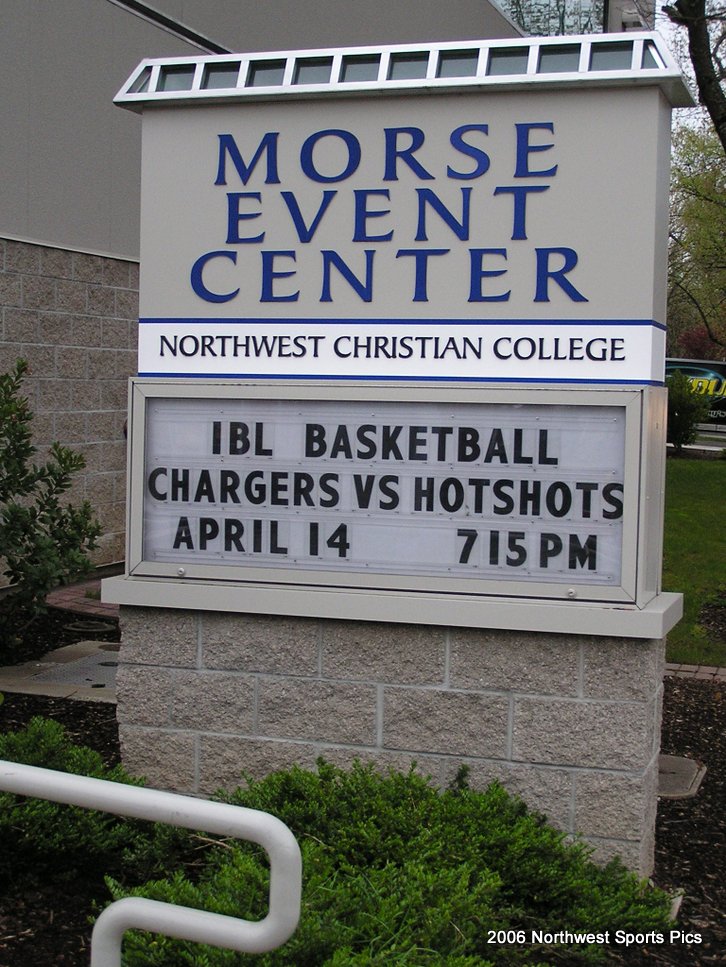 MORSE
EVENT
CENTER
NORTHWEST CHRISTIAN COLLEGE
IBL BASKETBALL
CHARGERS VS HOTSHOTS
APRIL 14 715 PM
2006 Northwest Sports Pics